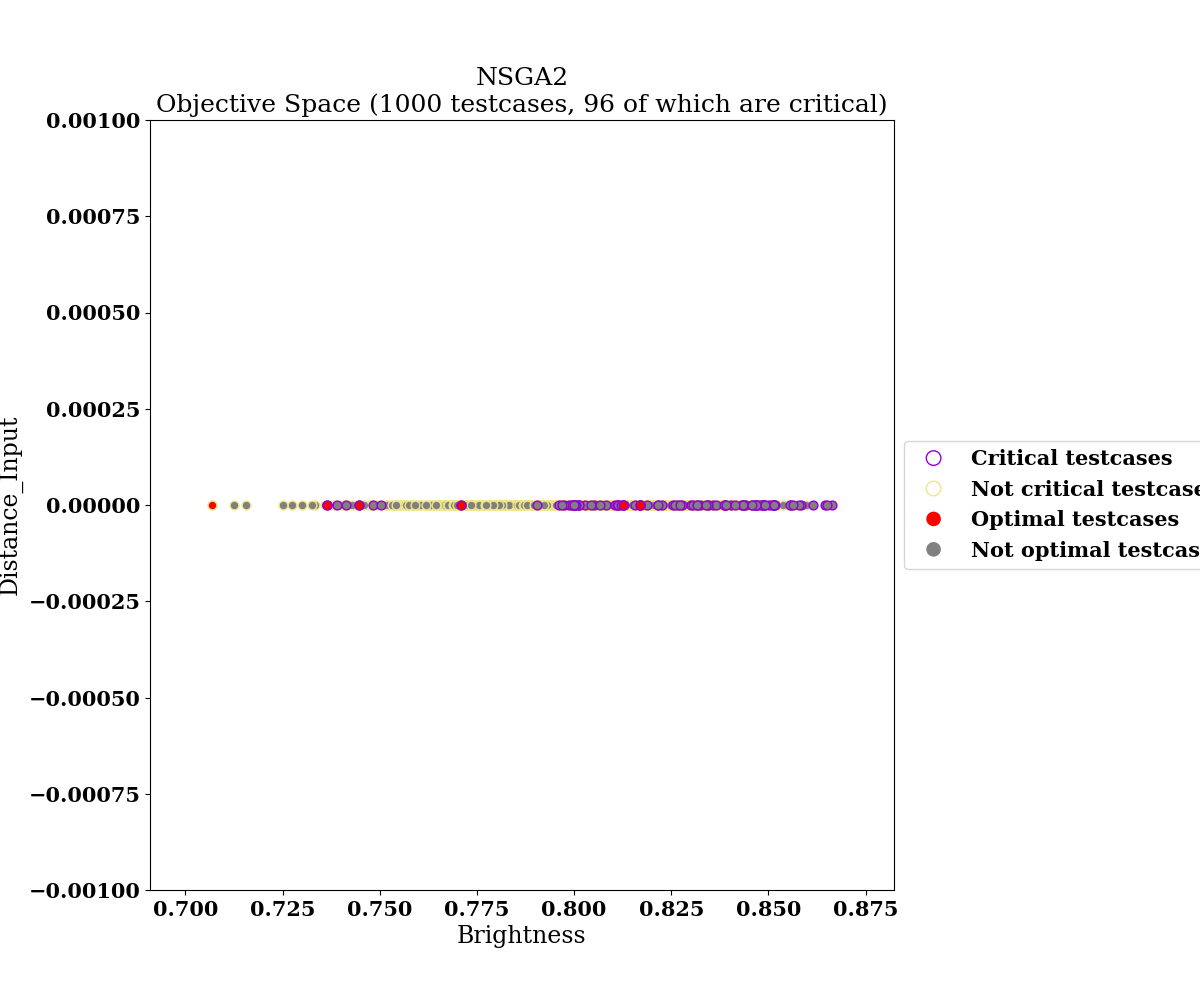 NSGA2
Objective Space (1000 testcases, 96 of which are critical)
0.00100
0.00075
0.00050
0.00025
0.00000
−0.00025
−0.00050
−0.00075
−0.00100
Distance_Input
0.700 0.725 0.750 0.775 0.800 0.825 0.850 0.875
Brightness
Critical testcases
Not critical testcase
Optimal testcases
Not optimal testcas